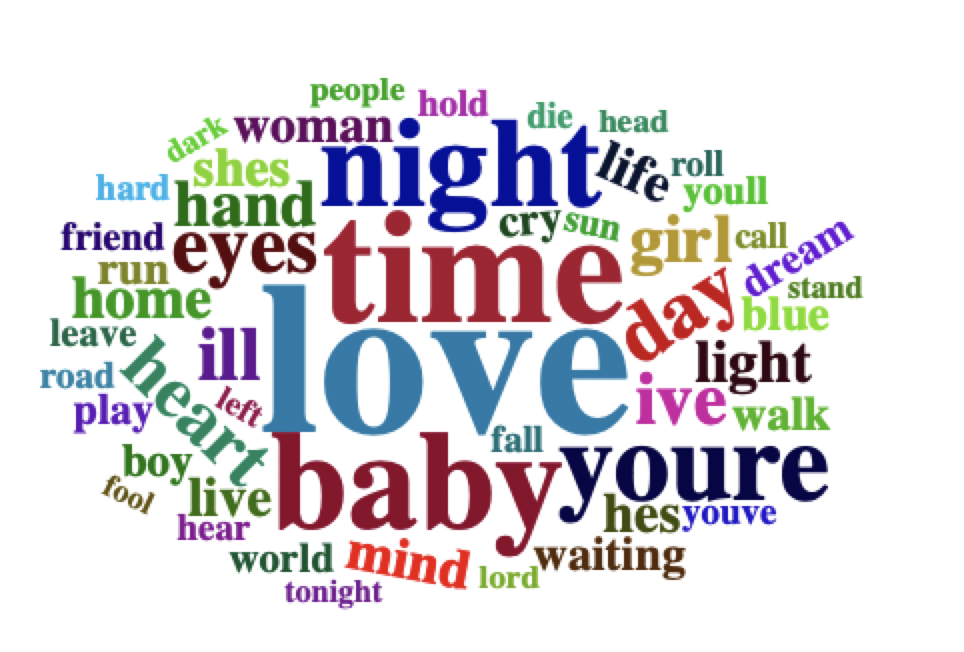 people
hold
die
head
dark
woman
night
life
roll
shes
hard
youll
hand
cry
sun
friend
eyes
time
girl
call
dream
run
home
day
stand
blue
leave
ill
love
light
road
heart
left
ive
walk
play
fall
boy
baby
youre
fool
live
hes
youve
hear
world
mind
waiting
lord
tonight